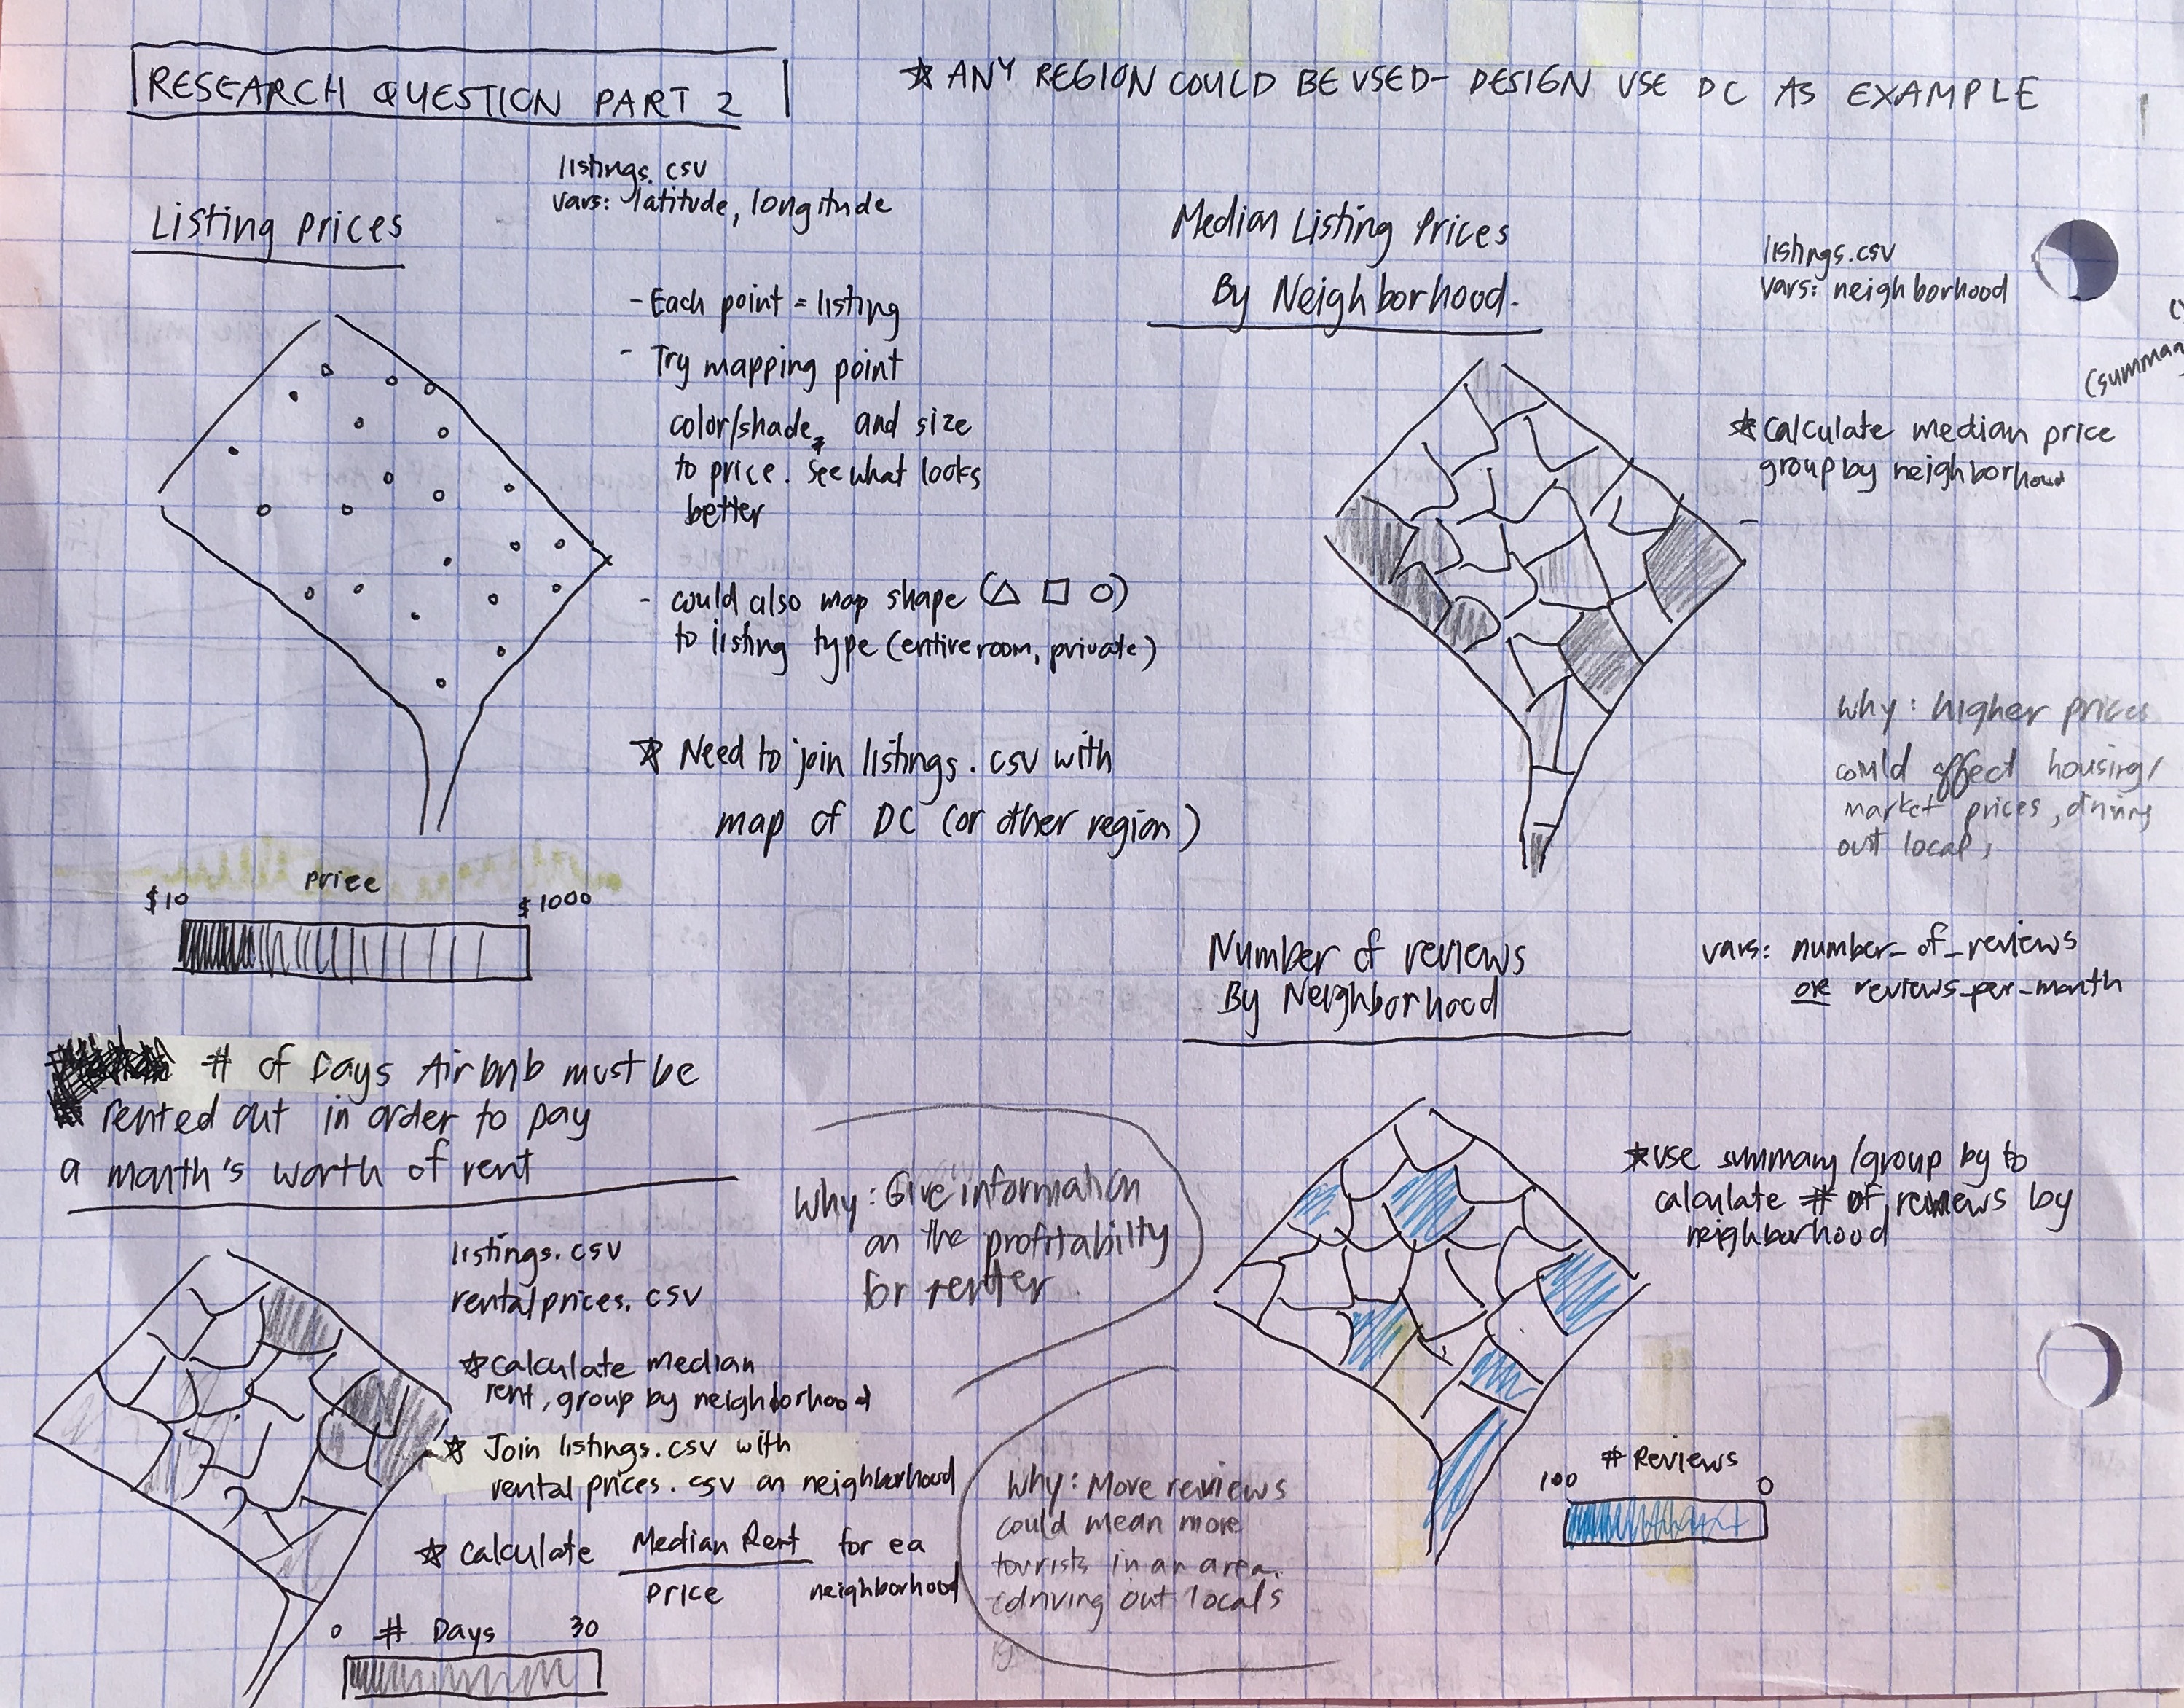 RESEARCH QUESTION PART 2
☆ ANY REGION COULD BE USED - DESIGN USE DC AS EXAMPLE
Listing Prices
listings.csv
vars: latitude, longitude
- Each point = listing
- Try mapping point
color/shade, and size
to price. See what looks
better
- could also map shape (△ □ ○)
to listing type (entire room, private)
☆ Need to join listings.csv with
map of DC (or other region)
Price
$10 $1000
Median Listing Prices
By Neighborhood.
listings.csv
vars: neighborhood
(summar
☆ Calculate median price
group by neighborhood
-
Why: higher prices
could affect housing/
market prices, driving
out local,
# of Days Airbnb must be
rented out in order to pay
a month's worth of rent
listings.csv
rentalprices.csv
☆ Calculate median
rent, group by neighborhood
☆ Join listings.csv with
rental prices.csv on neighborhood
☆ Calculate Median Rent / Price for ea neighborhood
0 # Days 30
Why: Give information
on the profitability
for renter
Number of reviews
By Neighborhood
vars: number_of_reviews
or reviews_per_month
☆ use summary/group by to
calculate # of reviews by
neighborhood
# Reviews
100 0
Why: More reviews
could mean more
tourists in an area.
driving out locals